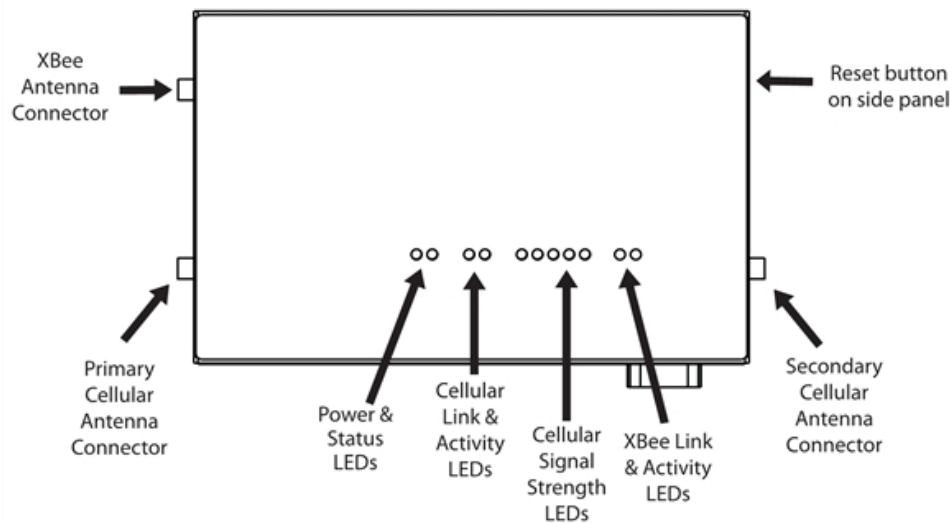 XBee
Antenna
Connector
Reset button
on side panel
Primary
Cellular
Antenna
Connector
Power &
Status
LEDs
Cellular
Link &
Activity
LEDs
Cellular
Signal
Strength
LEDs
XBee Link
& Activity
LEDs
Secondary
Cellular
Antenna
Connector